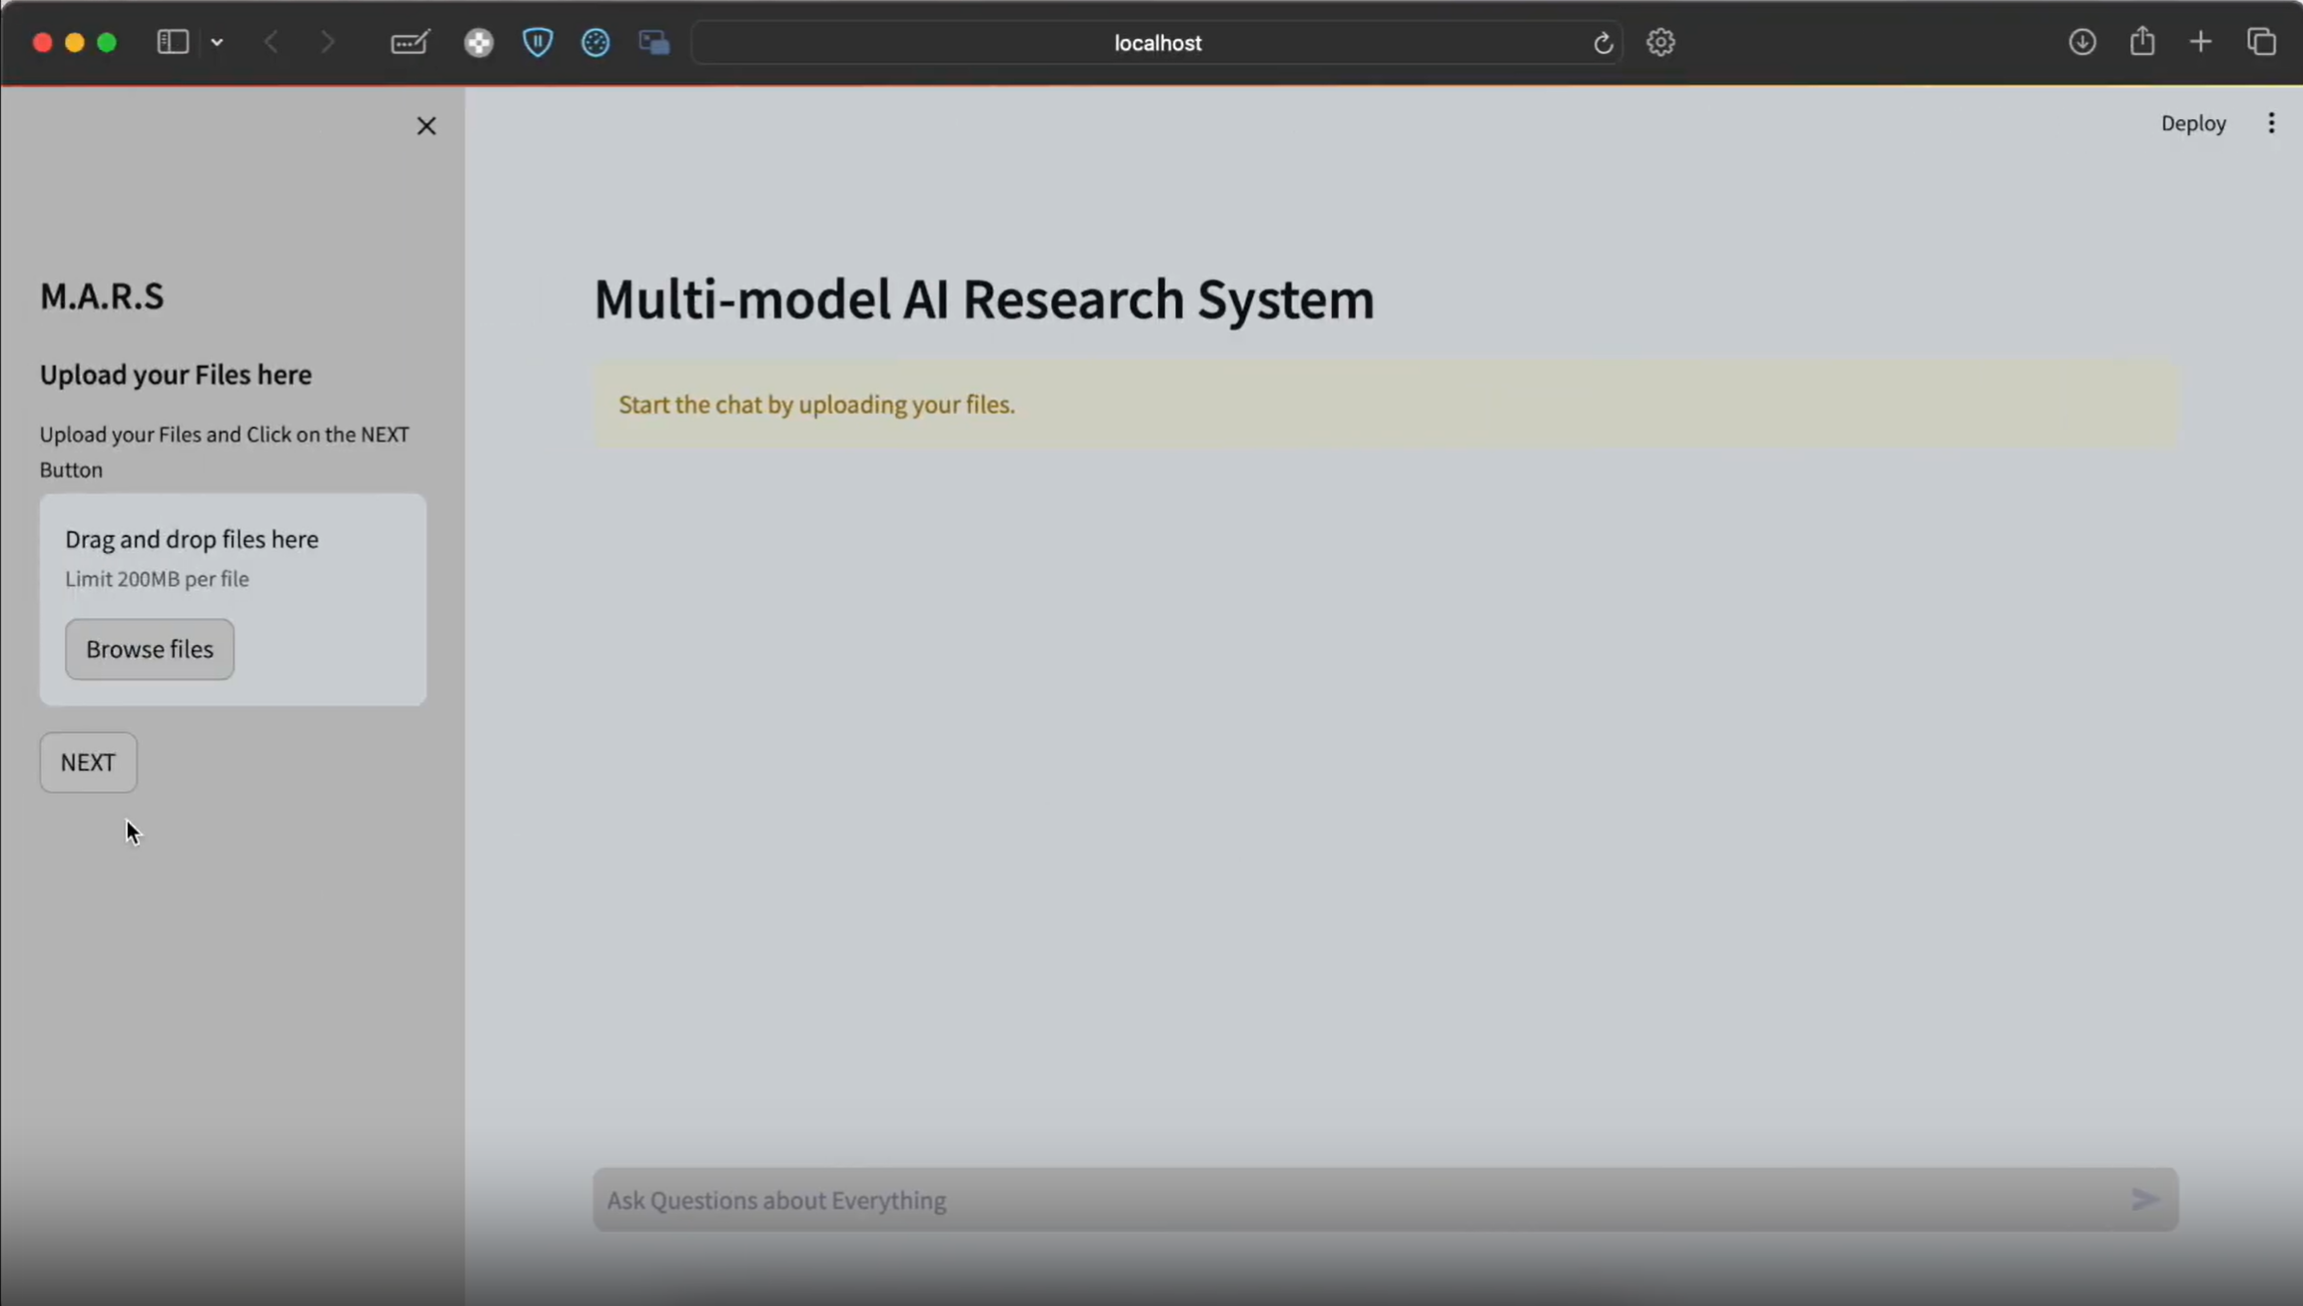 localhost
Deploy
M.A.R.S
Upload your Files here
Upload your Files and Click on the NEXT
Button
Drag and drop files here
Limit 200MB per file
Browse files
NEXT
Multi-model AI Research System
Start the chat by uploading your files.
Ask Questions about Everything